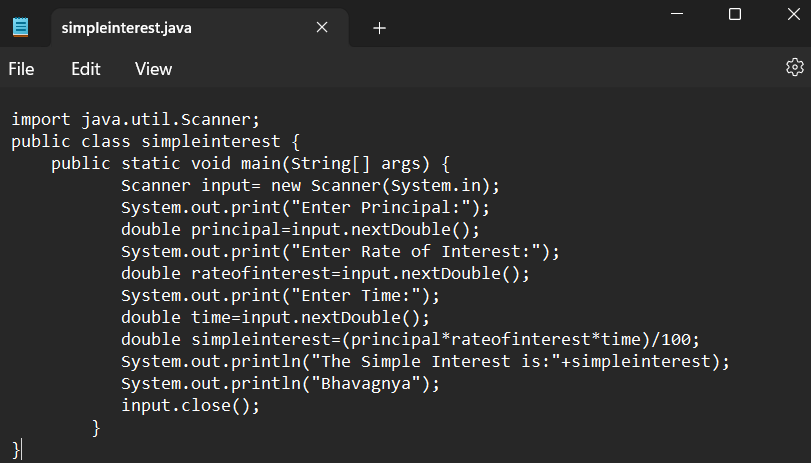 simpleinterest.java
File Edit View
import java.util.Scanner;
public class simpleinterest {
    public static void main(String[] args) {
           Scanner input= new Scanner(System.in);
           System.out.print("Enter Principal:");
           double principal=input.nextDouble();
           System.out.print("Enter Rate of Interest:");
           double rateofinterest=input.nextDouble();
           System.out.print("Enter Time:");
           double time=input.nextDouble();
           double simpleinterest=(principal*rateofinterest*time)/100;
           System.out.println("The Simple Interest is:"+simpleinterest);
           System.out.println("Bhavagnya");
           input.close();
        }
}